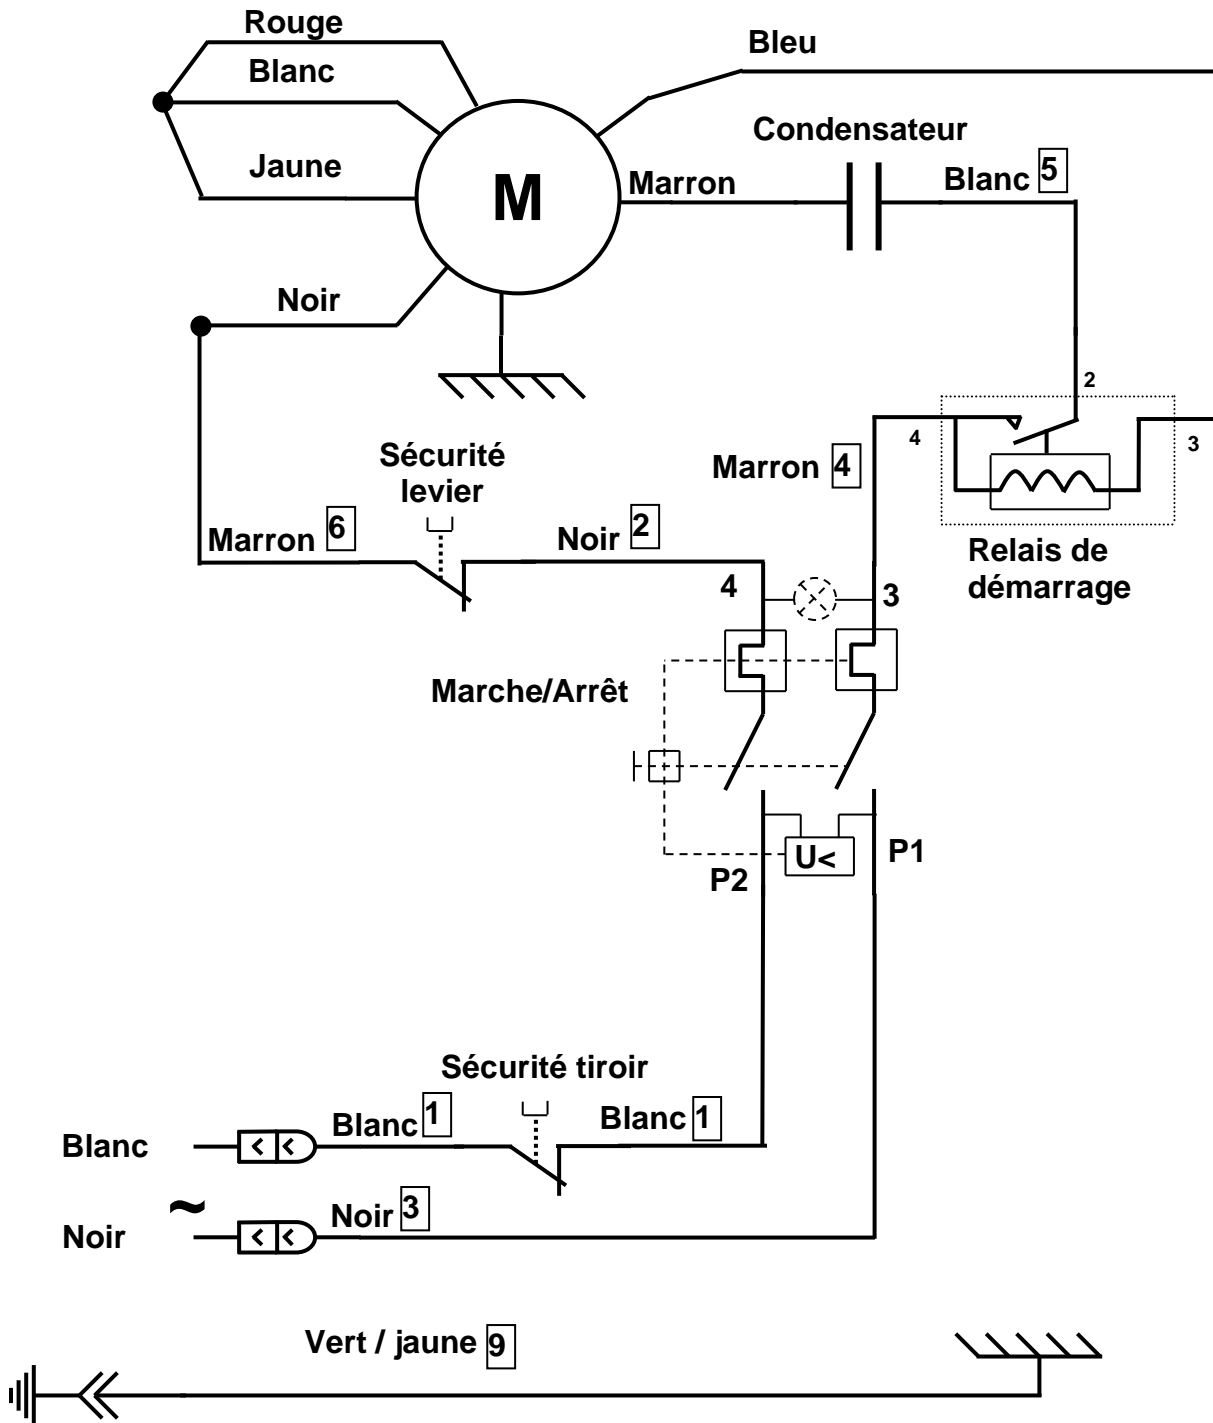 Rouge
Bleu
Blanc
Condensateur
Jaune
Marron
Blanc 5
M
Noir
2
4
3
Sécurité
levier
Marron 4
Marron 6
Noir 2
Relais de
démarrage
4
3
Marche/Arrêt
U<
P1
P2
Sécurité tiroir
Blanc
Blanc 1
Blanc 1
~
Noir
Noir 3
Vert / jaune 9